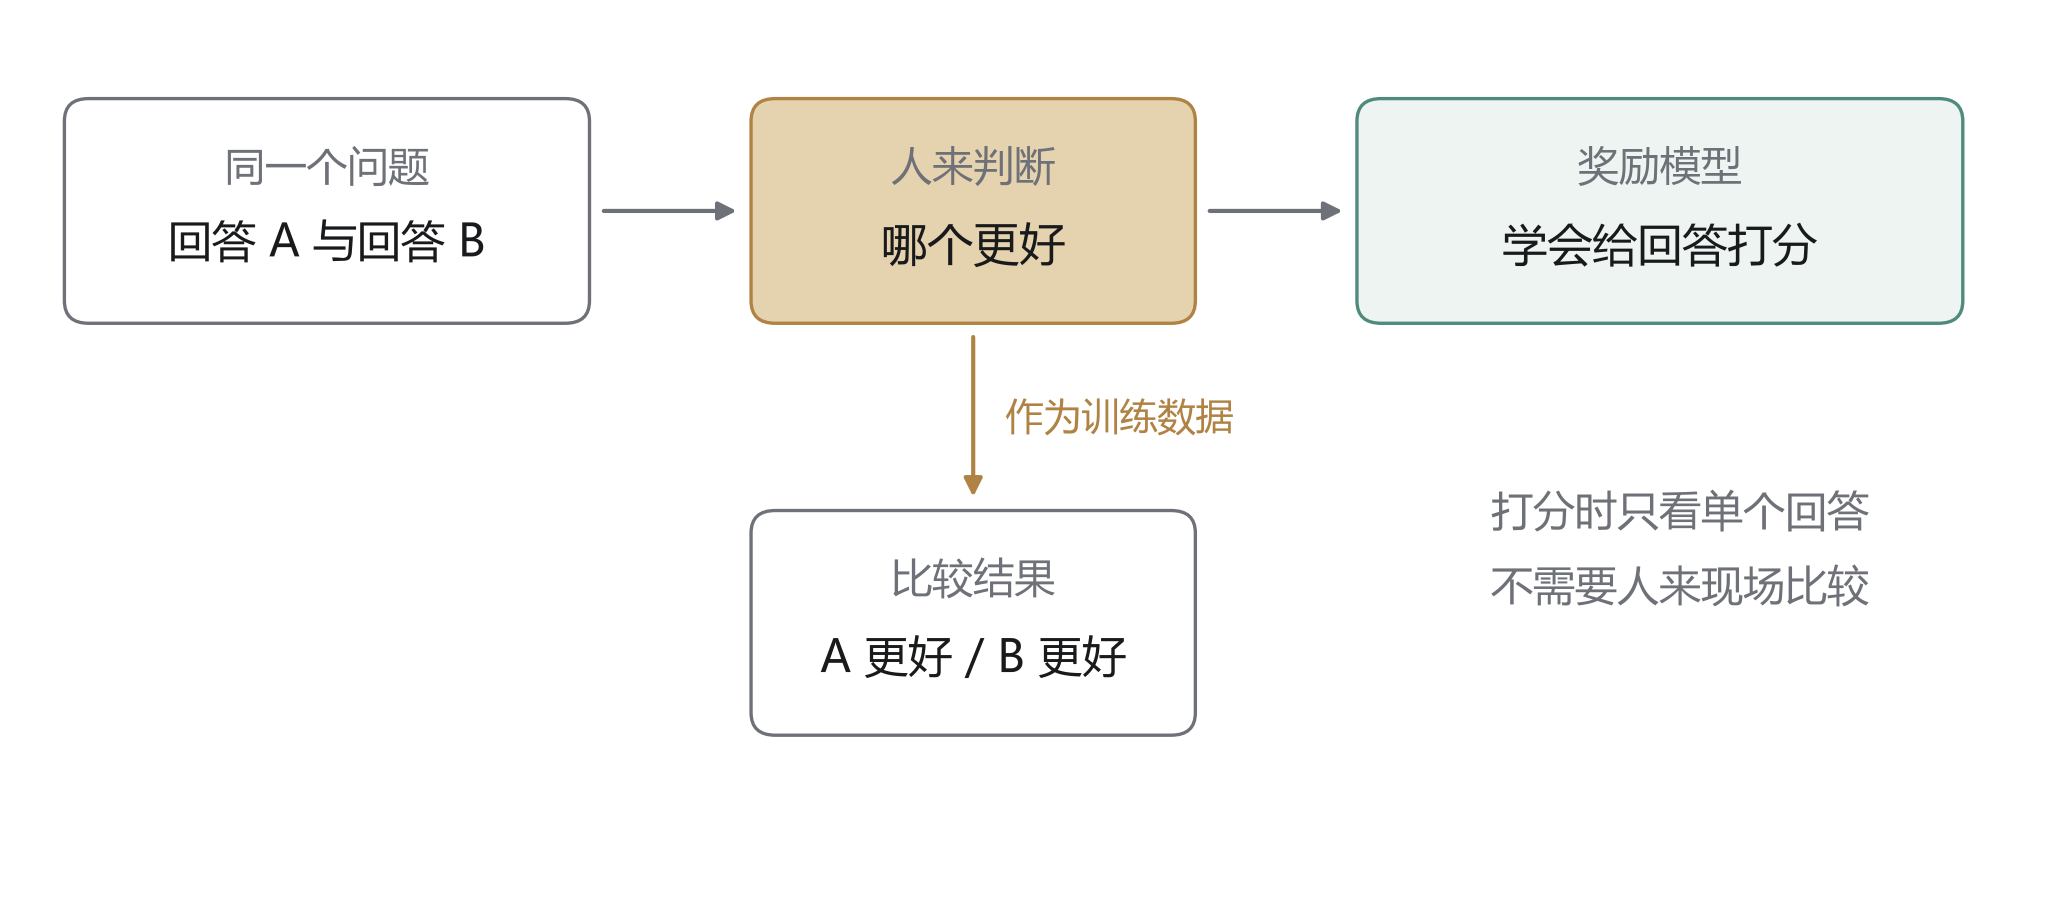 同一个问题
回答 A 与回答 B
人来判断
哪个更好
奖励模型
学会给回答打分
作为训练数据
比较结果
A 更好 / B 更好
打分时只看单个回答
不需要人来现场比较